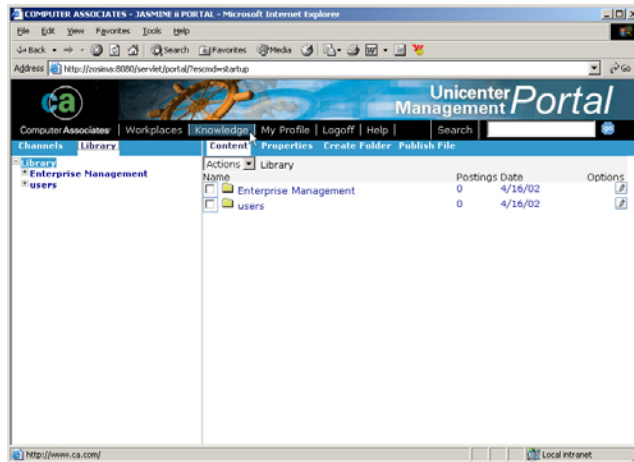 COMPUTER ASSOCIATES - JASMINE ii PORTAL - Microsoft Internet Explorer
File Edit View Favorites Tools Help
Back Search Favorites Media
Address http://zosima:8080/servlet/portal/?escmd=startup Go
ca
Unicenter
Management Portal
Computer Associates Workplaces | Knowledge | My Profile | Logoff | Help | Search
Channels Library Content Properties Create Folder Publish File
Library
Enterprise Management
users
Actions Library
Name Postings Date Options
Enterprise Management 0 4/16/02
users 0 4/16/02
http://www.ca.com/ Local intranet